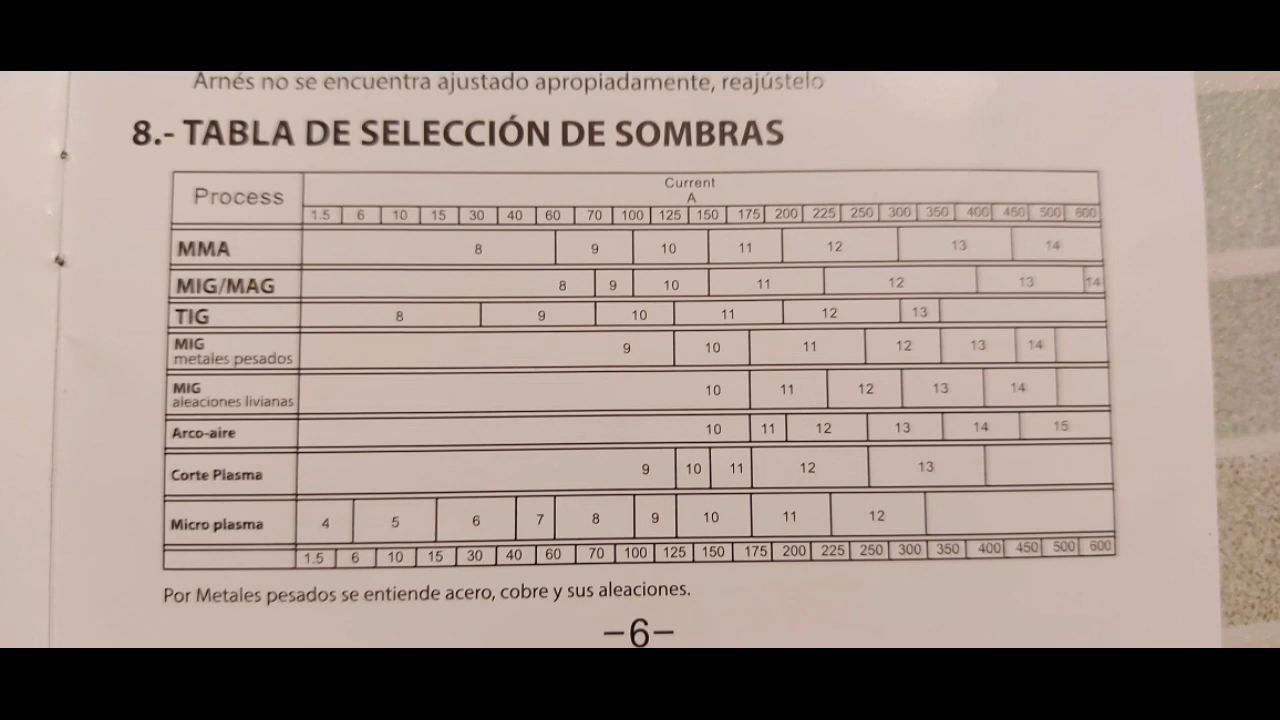 Arnés no se encuentra ajustado apropiadamente, reajústelo
8.- TABLA DE SELECCIÓN DE SOMBRAS
Process
Current
A
1.5 6 10 15 30 40 60 70 100 125 150 175 200 225 250 300 350 400 450 500 600
MMA 8 9 10 11 12 13 14
MIG/MAG 8 9 10 11 12 13 14
TIG 8 9 10 11 12 13
MIG
metales pesados 9 10 11 12 13 14
MIG
aleaciones livianas 10 11 12 13 14
Arco-aire 10 11 12 13 14 15
Corte Plasma 9 10 11 12 13
Micro plasma 4 5 6 7 8 9 10 11 12
1.5 6 10 15 30 40 60 70 100 125 150 175 200 225 250 300 350 400 450 500 600
Por Metales pesados se entiende acero, cobre y sus aleaciones.
-6-